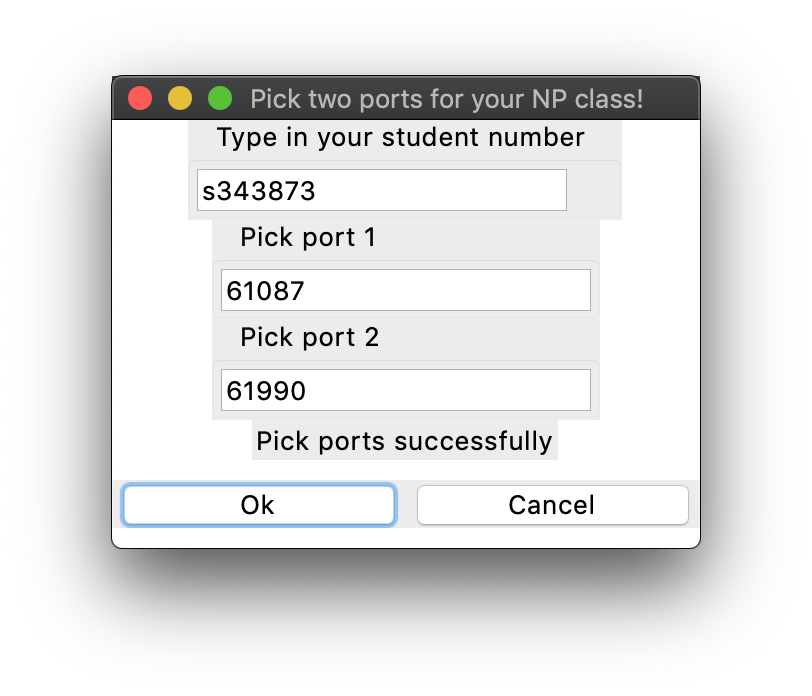 Pick two ports for your NP class!
Type in your student number
s343873
Pick port 1
61087
Pick port 2
61990
Pick ports successfully
Ok Cancel